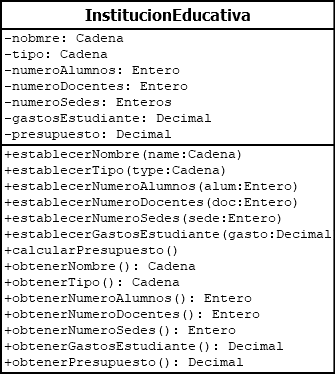 InstitucionEducativa
-nobmre: Cadena
-tipo: Cadena
-numeroAlumnos: Entero
-numeroDocentes: Entero
-numeroSedes: Enteros
-gastosEstudiante: Decimal
-presupuesto: Decimal
+establecerNombre(name:Cadena)
+establecerTipo(type:Cadena)
+establecerNumeroAlumnos(alum:Entero)
+establecerNumeroDocentes(doc:Entero)
+establecerNumeroSedes(sede:Entero)
+establecerGastosEstudiante(gasto:Decimal
+calcularPresupuesto()
+obtenerNombre(): Cadena
+obtenerTipo(): Cadena
+obtenerNumeroAlumnos(): Entero
+obtenerNumeroDocentes(): Entero
+obtenerNumeroSedes(): Entero
+obtenerGastosEstudiante(): Decimal
+obtenerPresupuesto(): Decimal